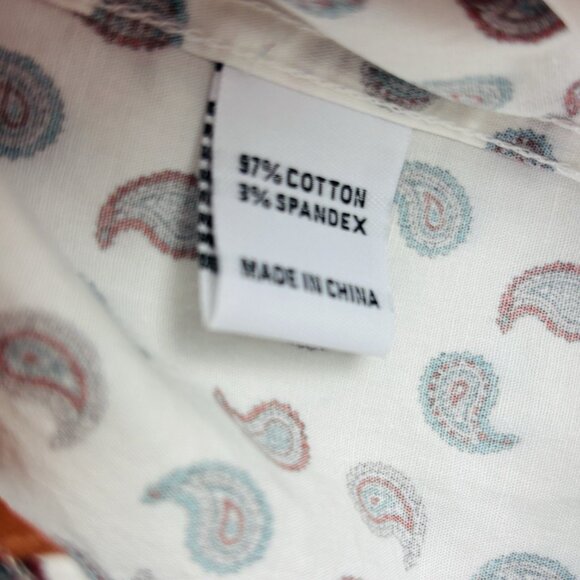 97% COTTON
3% SPANDEX
MADE IN CHINA